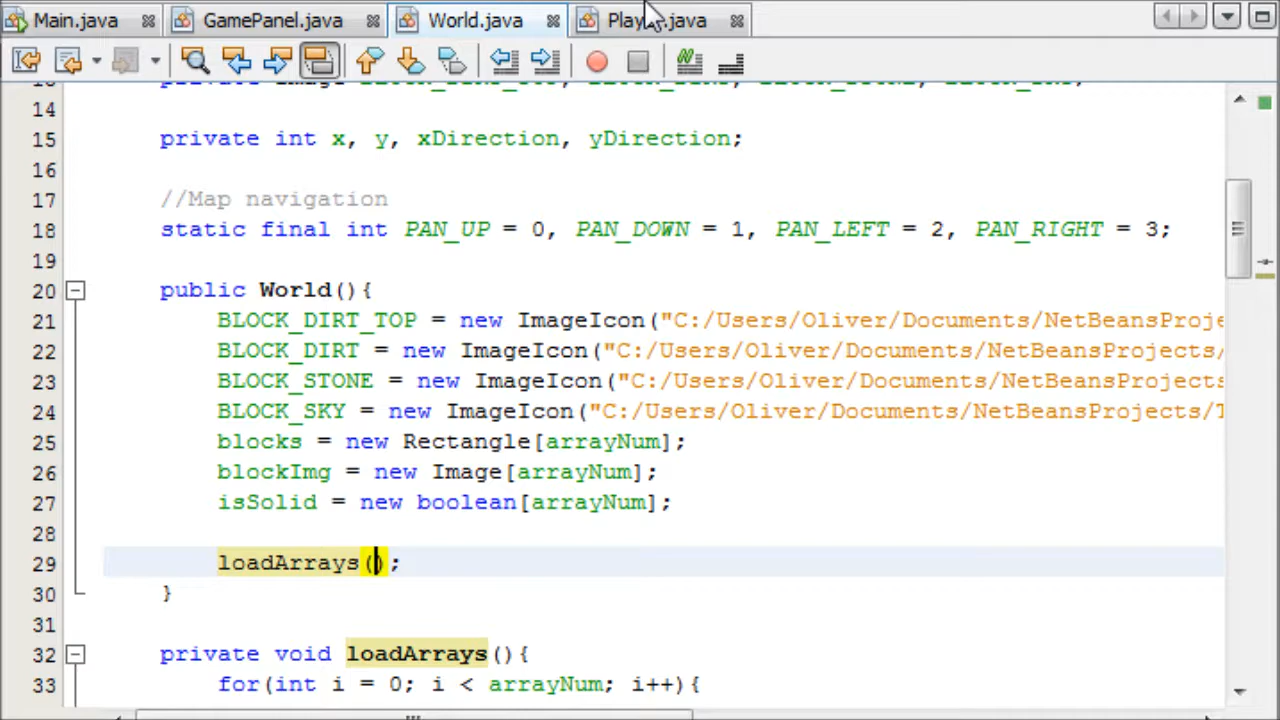 Main.java GamePanel.java World.java Play .java
14
15 private int x, y, xDirection, yDirection;
16
17 //Map navigation
18 static final int PAN_UP = 0, PAN_DOWN = 1, PAN_LEFT = 2, PAN_RIGHT = 3;
19
20 public World(){
21 BLOCK_DIRT_TOP = new ImageIcon("C:/Users/Oliver/Documents/NetBeansProje
22 BLOCK_DIRT = new ImageIcon("C:/Users/Oliver/Documents/NetBeansProjects/
23 BLOCK_STONE = new ImageIcon("C:/Users/Oliver/Documents/NetBeansProjects
24 BLOCK_SKY = new ImageIcon("C:/Users/Oliver/Documents/NetBeansProjects/T
25 blocks = new Rectangle[arrayNum];
26 blockImg = new Image[arrayNum];
27 isSolid = new boolean[arrayNum];
28
29 loadArrays();
30 }
31
32 private void loadArrays(){
33 for(int i = 0; i < arrayNum; i++){